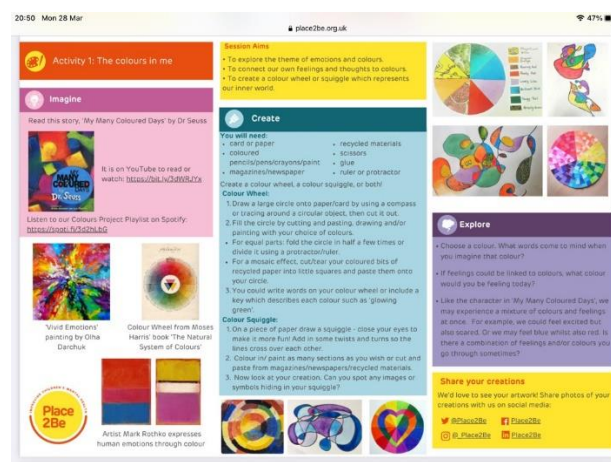 20:50 Mon 28 Mar
place2be.org.uk
47%
Activity 1: The colours in me
Imagine
Read this story, 'My Many Coloured Days' by Dr Seuss
MY MANY COLOURED DAYS
Dr. Seuss
It is on YouTube to read or
watch: https://bit.ly/3dWRJYx
Listen to our Colours Project Playlist on Spotify:
https://spoti.fi/3d2hLbG
'Vivid Emotions'
painting by Olha
Darchuk
Colour Wheel from Moses
Harris' book 'The Natural
System of Colours'
Place
2Be
Artist Mark Rothko expresses
human emotions through colour
Session Aims
• To explore the theme of emotions and colours.
• To connect our own feelings and thoughts to colours.
• To create a colour wheel or squiggle which represents
our inner world.
Create
You will need:
• card or paper
• coloured
pencils/pens/crayons/paint
• magazines/newspaper
• recycled materials
• scissors
• glue
• ruler or protractor
Create a colour wheel, a colour squiggle, or both!
Colour Wheel:
1. Draw a large circle onto paper/card by using a compass
or tracing around a circular object, then cut it out.
2. Fill the circle by cutting and pasting, drawing and/or
painting with your choice of colours.
• For equal parts: fold the circle in half a few times or
divide it using a protractor/ruler.
• For a mosaic effect, cut/tear your coloured bits of
recycled paper into little squares and paste them onto
your circle.
3. You could write words on your colour wheel or include a
key which describes each colour such as 'glowing
green'.
Colour Squiggle:
1. On a piece of paper draw a squiggle - close your eyes to
make it more fun! Add in some twists and turns so the
lines cross over each other.
2. Colour in/ paint as many sections as you wish or cut and
paste from magazines/newspapers/recycled materials.
3. Now look at your creation. Can you spot any images or
symbols hiding in your squiggle?
Explore
• Choose a colour. What words come to mind when
you imagine that colour?
• If feelings could be linked to colours, what colour
would you be feeling today?
• Like the character in 'My Many Coloured Days', we
may experience a mixture of colours and feelings
at once. For example, we could feel excited but
also scared. Or we may feel blue whilst also red. Is
there a combination of feelings and/or colours you
go through sometimes?
Share your creations
We'd love to see your artwork! Share photos of your
creations with us on social media:
@Place2Be
Place2Be
@_Place2Be
Place2Be